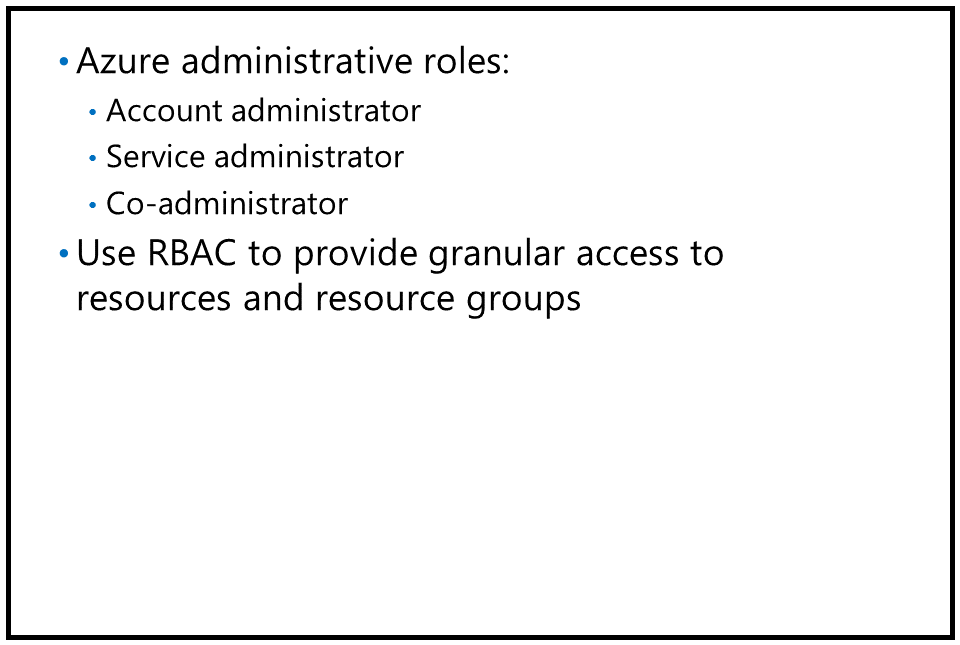 • Azure administrative roles:
• Account administrator
• Service administrator
• Co-administrator
• Use RBAC to provide granular access to
resources and resource groups